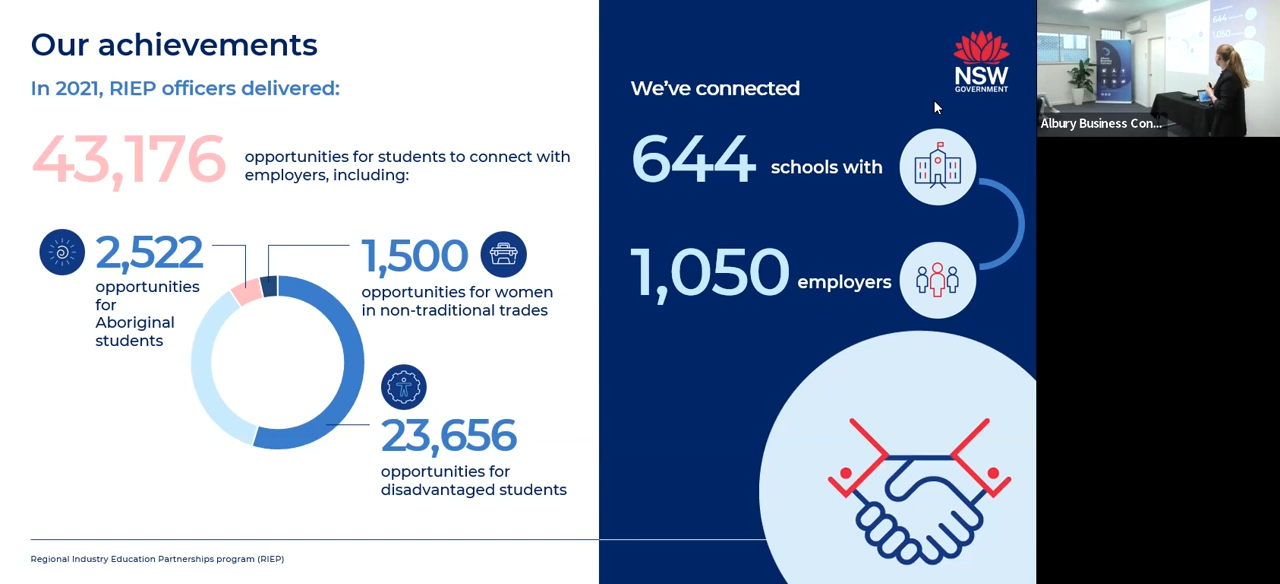 Our achievements
In 2021, RIEP officers delivered:
43,176
opportunities for students to connect with
employers, including:
2,522
opportunities
for
Aboriginal
students
1,500
opportunities for women
in non-traditional trades
23,656
opportunities for
disadvantaged students
Regional Industry Education Partnerships program (RIEP)
We've connected
NSW
GOVERNMENT
644 schools with
1,050 employers
644
1,050
Albury Business Con...